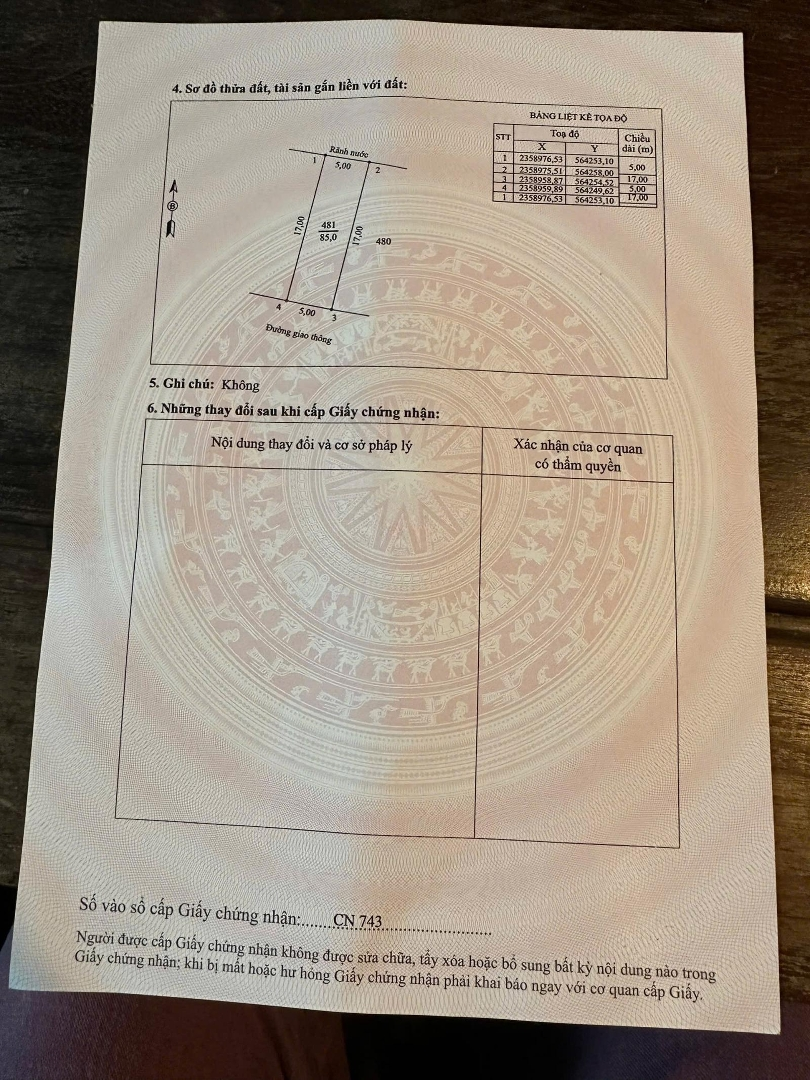 4. Sơ đồ thửa đất, tài sản gắn liền với đất:
BẢNG LIỆT KÊ TỌA ĐỘ
STT Toạ độ Chiều dài (m)
X Y
1 2358976,53 564253,10
5,00
2 2358975,51 564258,00
17,00
3 2358958,87 564254,52
5,00
4 2358959,89 564249,62
17,00
1 2358976,53 564253,10
Rãnh nước
1 5,00 2
B
17,00
481
85,0
17,00
480
4 5,00 3
Đường giao thông
5. Ghi chú: Không
6. Những thay đổi sau khi cấp Giấy chứng nhận:
Nội dung thay đổi và cơ sở pháp lý
Xác nhận của cơ quan
có thẩm quyền
Số vào sổ cấp Giấy chứng nhận:.......CN 743........................
Người được cấp Giấy chứng nhận không được sửa chữa, tẩy xóa hoặc bổ sung bất kỳ nội dung nào trong
Giấy chứng nhận; khi bị mất hoặc hư hỏng Giấy chứng nhận phải khai báo ngay với cơ quan cấp Giấy.